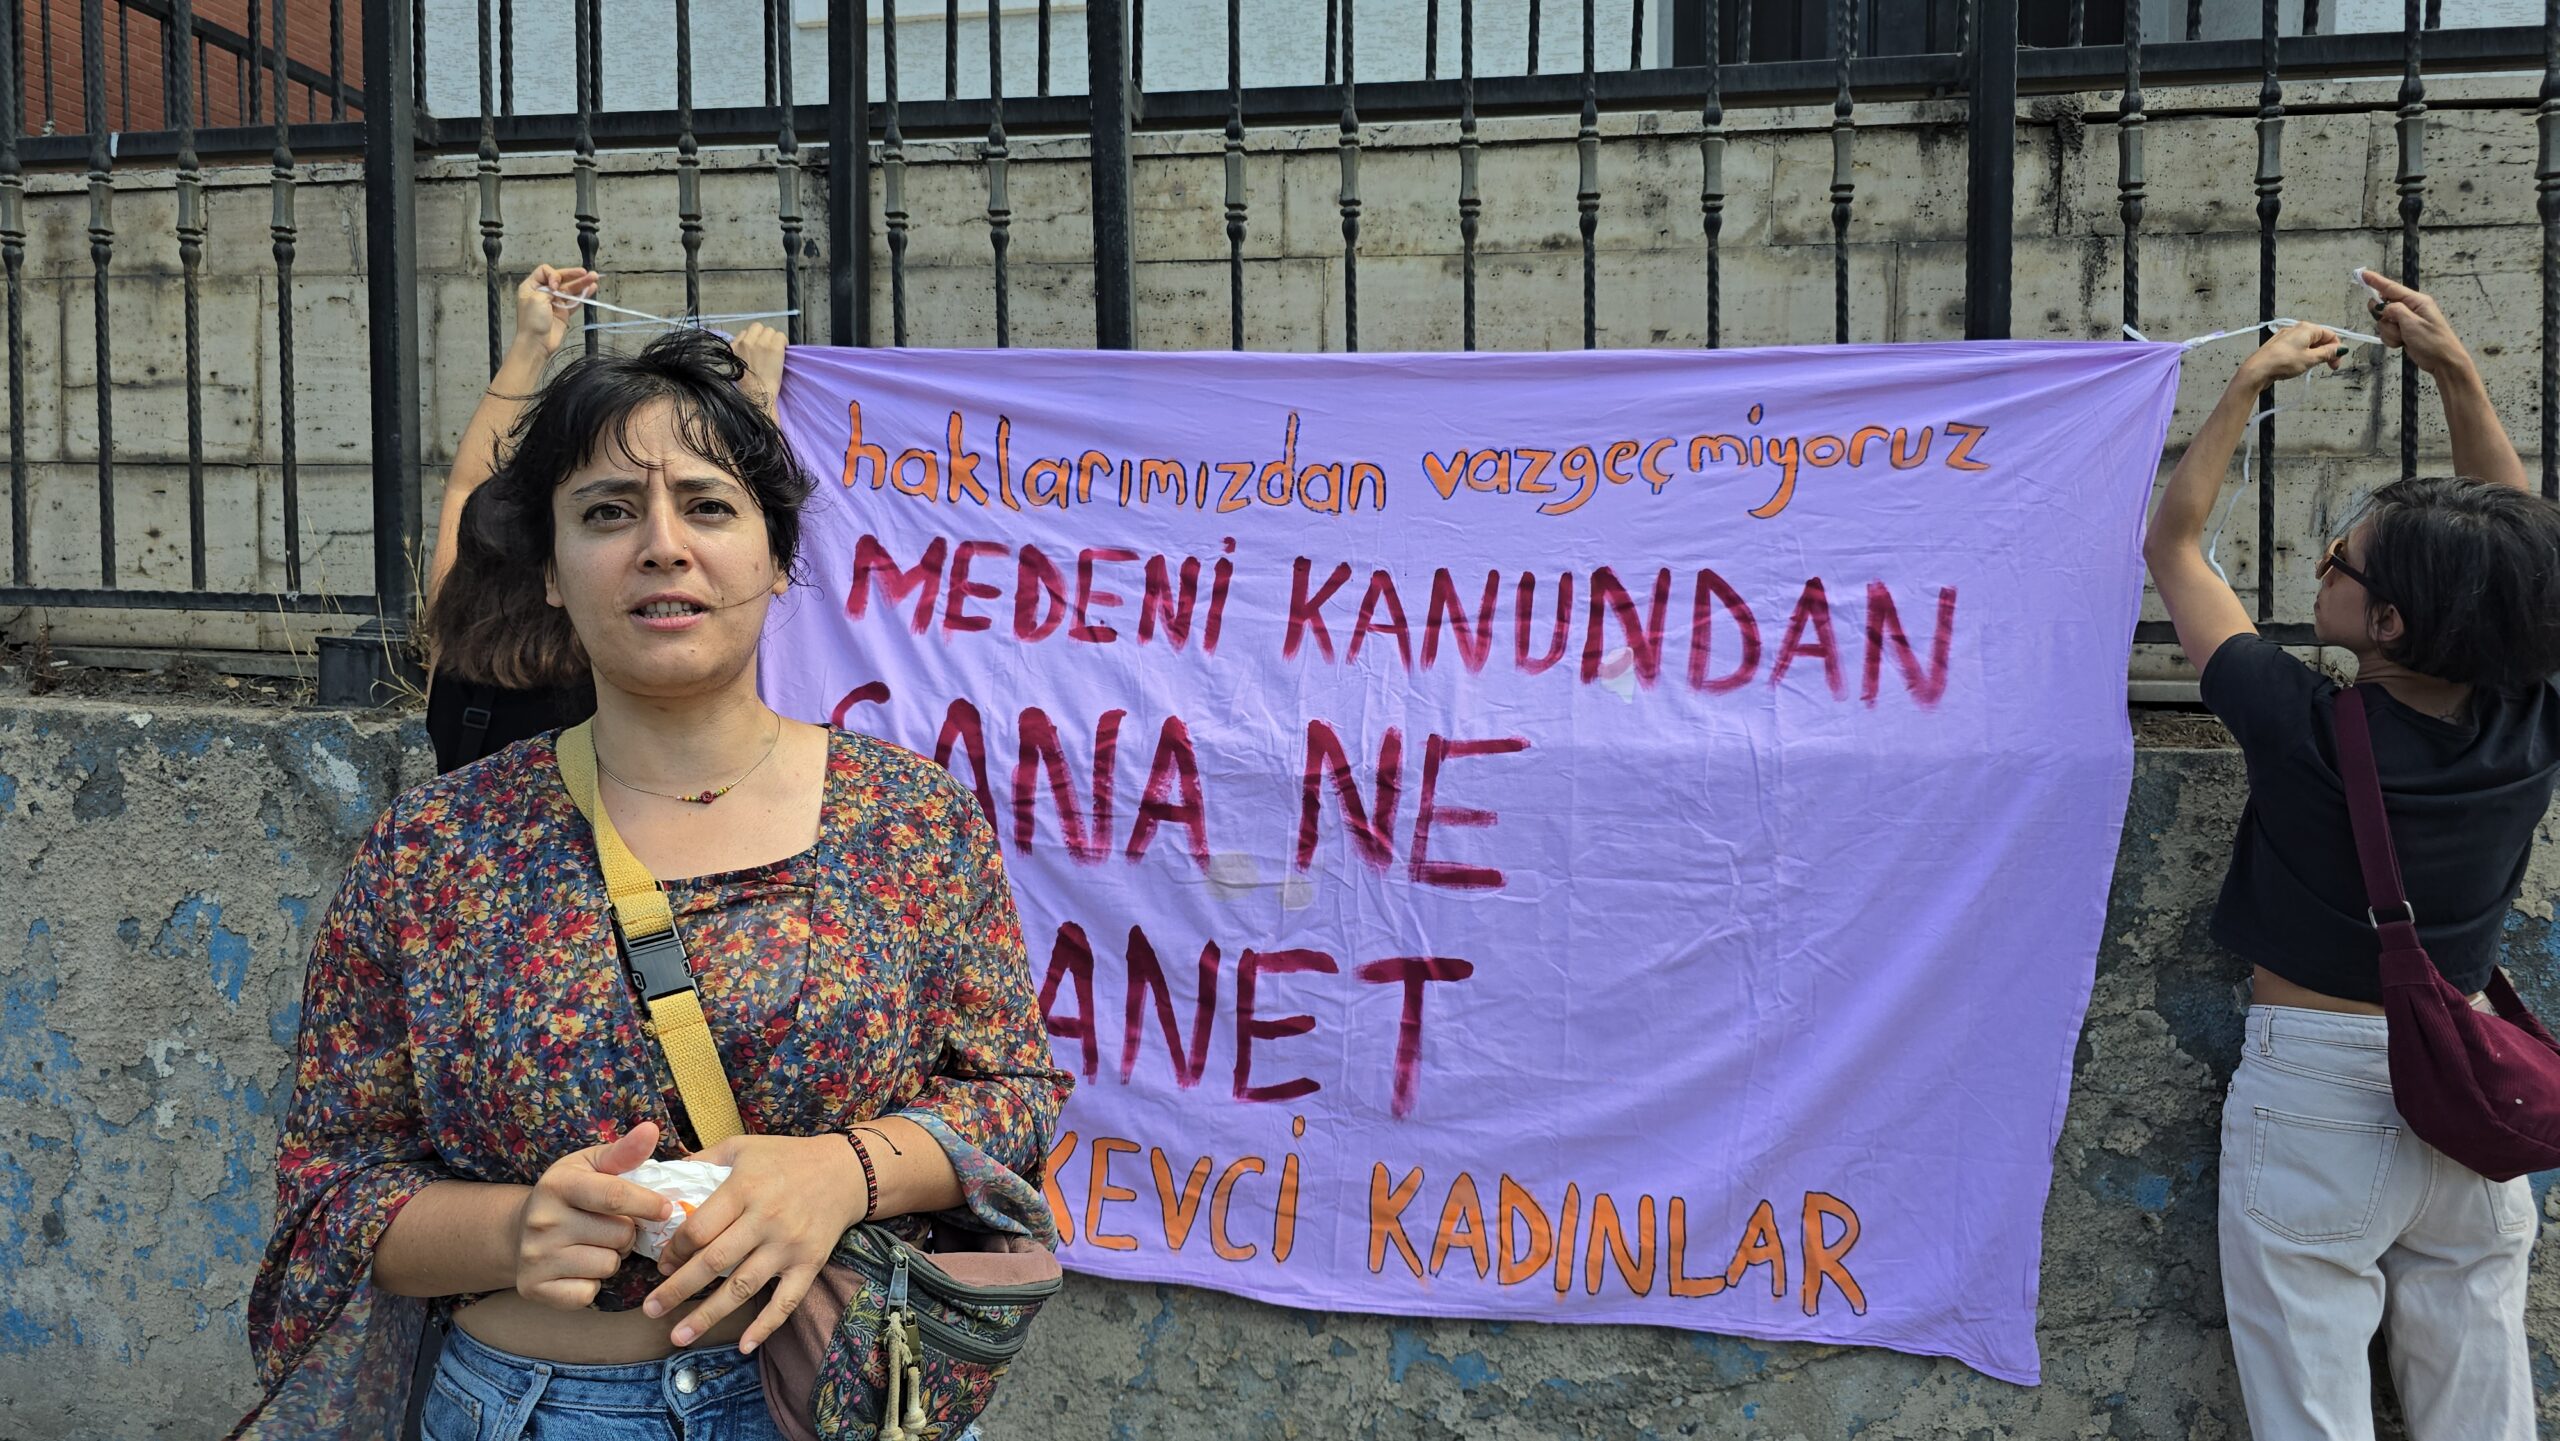 haklarımızdan vazgeçmiyoruz
MEDENİ KANUNDAN
SANA NE
KADINLAR